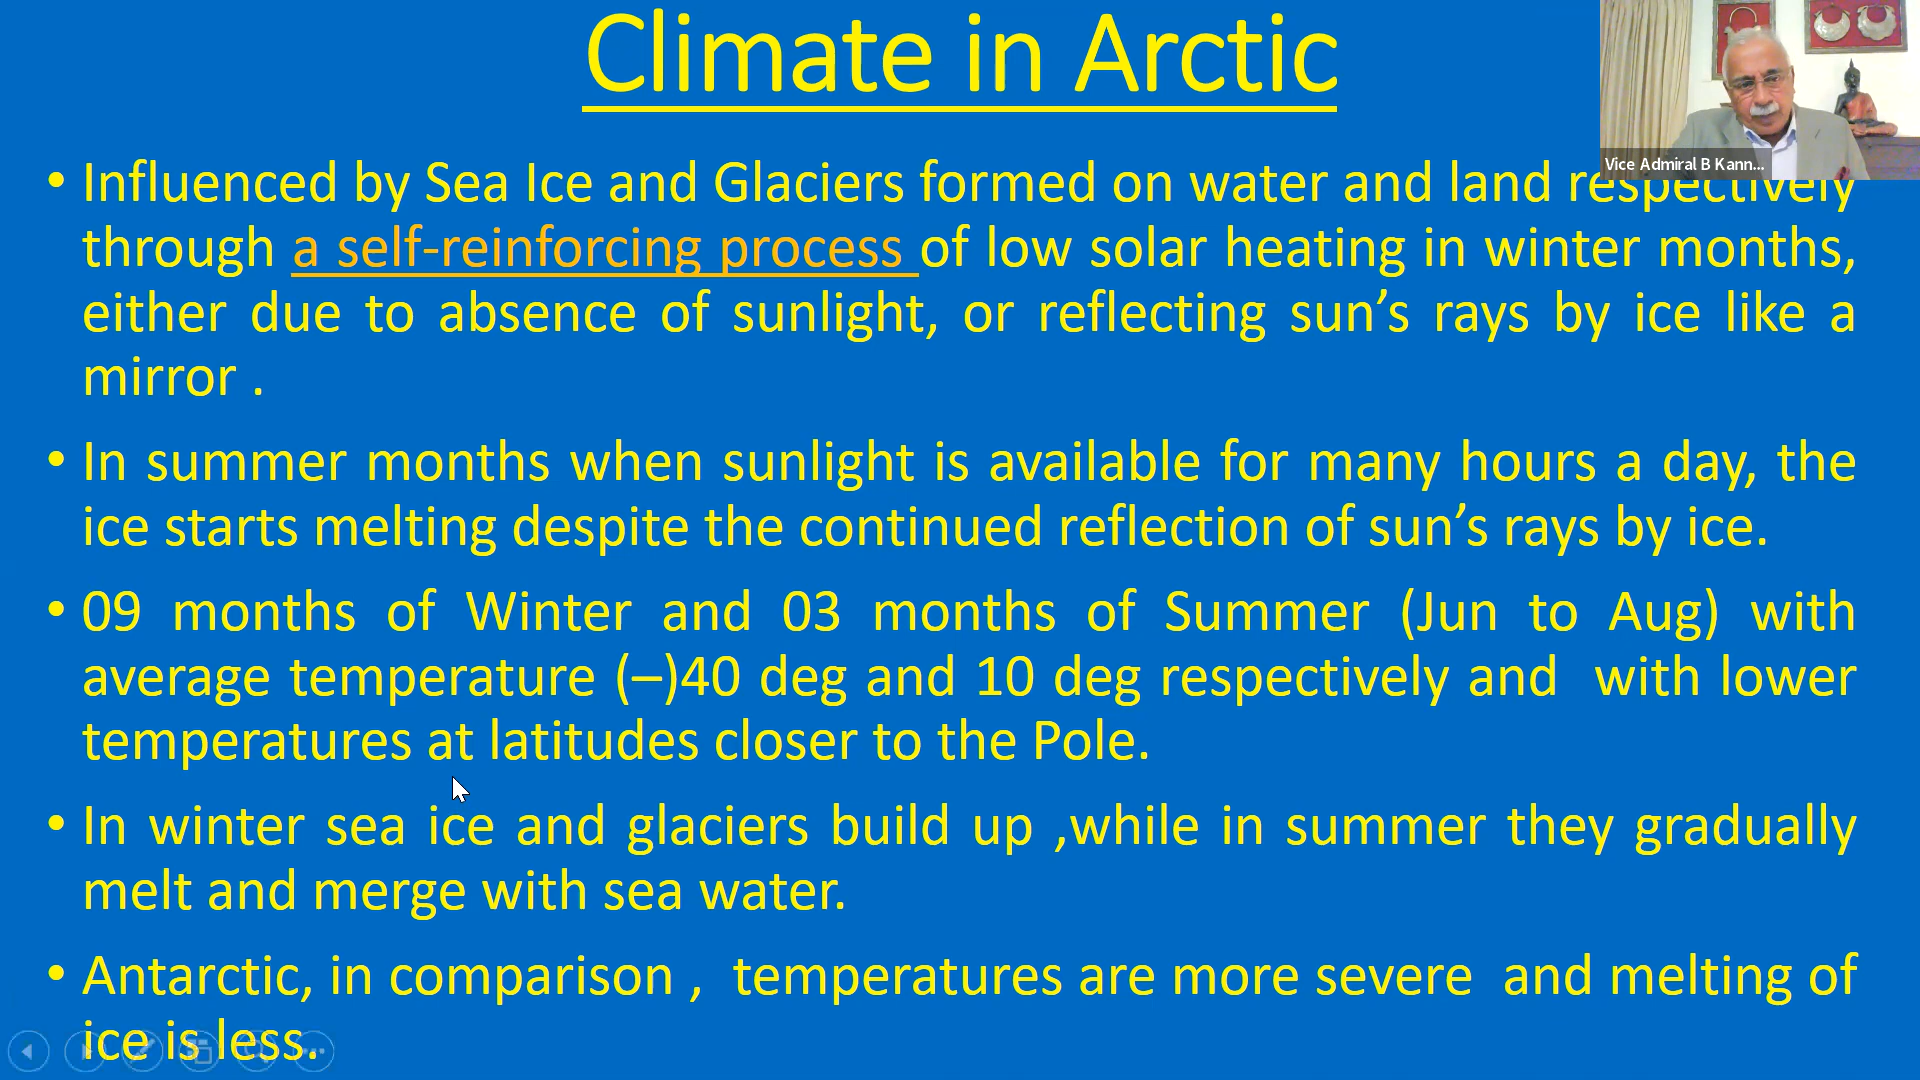 Climate in Arctic
Vice Admiral B Kann...
• Influenced by Sea Ice and Glaciers formed on water and land respectively
through a self-reinforcing process of low solar heating in winter months,
either due to absence of sunlight, or reflecting sun’s rays by ice like a
mirror .
• In summer months when sunlight is available for many hours a day, the
ice starts melting despite the continued reflection of sun’s rays by ice.
• 09 months of Winter and 03 months of Summer (Jun to Aug) with
average temperature (–)40 deg and 10 deg respectively and with lower
temperatures at latitudes closer to the Pole.
• In winter sea ice and glaciers build up ,while in summer they gradually
melt and merge with sea water.
• Antarctic, in comparison , temperatures are more severe and melting of
ice is less.